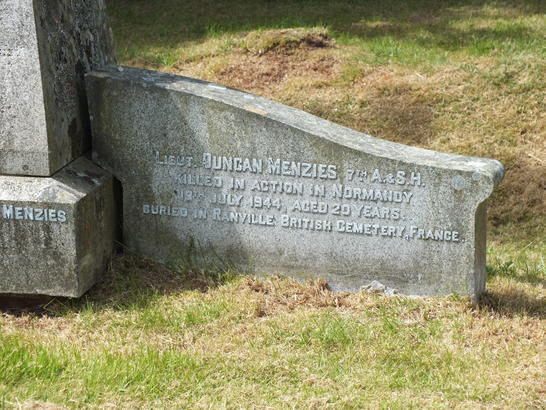 LIEUT. DUNCAN MENZIES 7TH A.&S.H.
KILLED IN ACTION IN NORMANDY
JULY 1944, AGED 20 YEARS.
BURIED IN RANVILLE BRITISH CEMETERY, FRANCE.
MENZIES